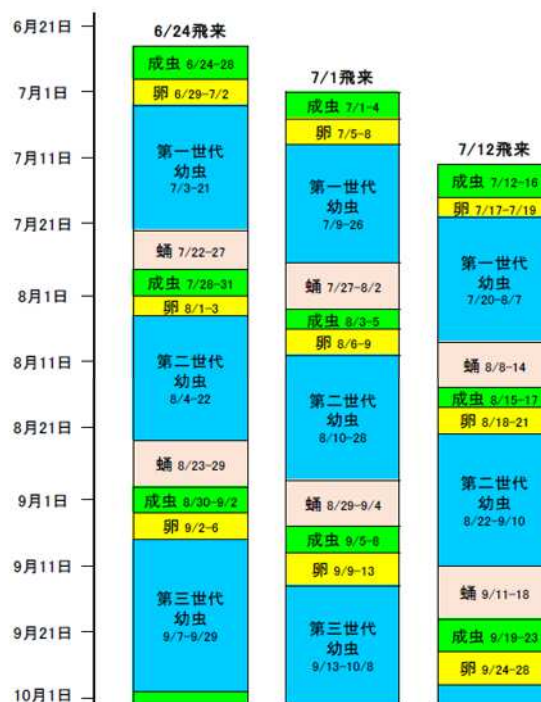 6月21日
7月1日
7月11日
7月21日
8月1日
8月11日
8月21日
9月1日
9月11日
9月21日
10月1日
6/24飛来
成虫 6/24-28
卵 6/29-7/2
第一世代
幼虫
7/3-21
蛹 7/22-27
成虫 7/28-31
卵 8/1-3
第二世代
幼虫
8/4-22
蛹 8/23-29
成虫 8/30-9/2
卵 9/2-6
第三世代
幼虫
9/7-9/29
7/1飛来
成虫 7/1-4
卵 7/5-8
第一世代
幼虫
7/9-26
蛹 7/27-8/2
成虫 8/3-5
卵 8/6-9
第二世代
幼虫
8/10-28
蛹 8/29-9/4
成虫 9/5-8
卵 9/9-13
第三世代
幼虫
9/13-10/8
7/12飛来
成虫 7/12-16
卵 7/17-7/19
第一世代
幼虫
7/20-8/7
蛹 8/8-14
成虫 8/15-17
卵 8/18-21
第二世代
幼虫
8/22-9/10
蛹 9/11-18
成虫 9/19-23
卵 9/24-28